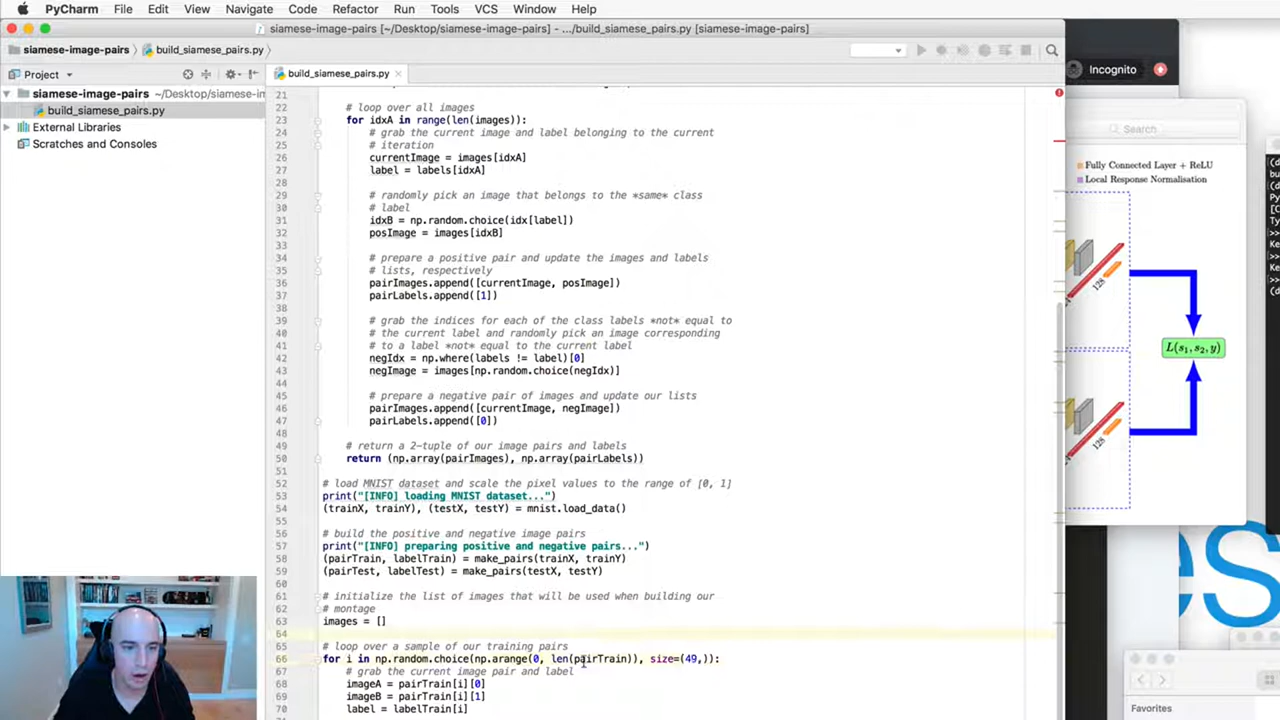 PyCharm File Edit View Navigate Code Refactor Tools VCS Window Help
siamese-image-pairs [~/Desktop/siamese-image-pairs] - .../build_siamese_pairs.py [siamese-image-pairs]
siamese-image-pairs build_siamese_pairs.py
Incognito
Project
build_siamese_pairs.py
siamese-image-pairs ~/Desktop/siamese-im
build_siamese_pairs.py
External Libraries
Scratches and Consoles
21
22 # loop over all images
23 for idxA in range(len(images)):
24 # grab the current image and label belonging to the current
25 # iteration
26 currentImage = images[idxA]
27 label = labels[idxA]
28
29 # randomly pick an image that belongs to the *same* class
30 # label
31 idxB = np.random.choice(idx[label])
32 posImage = images[idxB]
33
34 # prepare a positive pair and update the images and labels
35 # lists, respectively
36 pairImages.append([currentImage, posImage])
37 pairLabels.append([1])
38
39 # grab the indices for each of the class labels *not* equal to
40 # the current label and randomly pick an image corresponding
41 # to a label *not* equal to the current label
42 negIdx = np.where(labels != label)[0]
43 negImage = images[np.random.choice(negIdx)]
44
45 # prepare a negative pair of images and update our lists
46 pairImages.append([currentImage, negImage])
47 pairLabels.append([0])
48
49 # return a 2-tuple of our image pairs and labels
50 return (np.array(pairImages), np.array(pairLabels))
51
52 # load MNIST dataset and scale the pixel values to the range of [0, 1]
53 print("[INFO] loading MNIST dataset...")
54 (trainX, trainY), (testX, testY) = mnist.load_data()
55
56 # build the positive and negative image pairs
57 print("[INFO] preparing positive and negative pairs...")
58 (pairTrain, labelTrain) = make_pairs(trainX, trainY)
59 (pairTest, labelTest) = make_pairs(testX, testY)
60
61 # initialize the list of images that will be used when building our
62 # montage
63 images = []
64
65 # loop over a sample of our training pairs
66 for i in np.random.choice(np.arange(0, len(pairTrain)), size=(49,)):
67 # grab the current image pair and label
68 imageA = pairTrain[i][0]
69 imageB = pairTrain[i][1]
70 label = labelTrain[i]
Search
Fully Connected Layer + ReLU
Local Response Normalisation
128
L(s₁, s₂, y)
128
es
Favorites